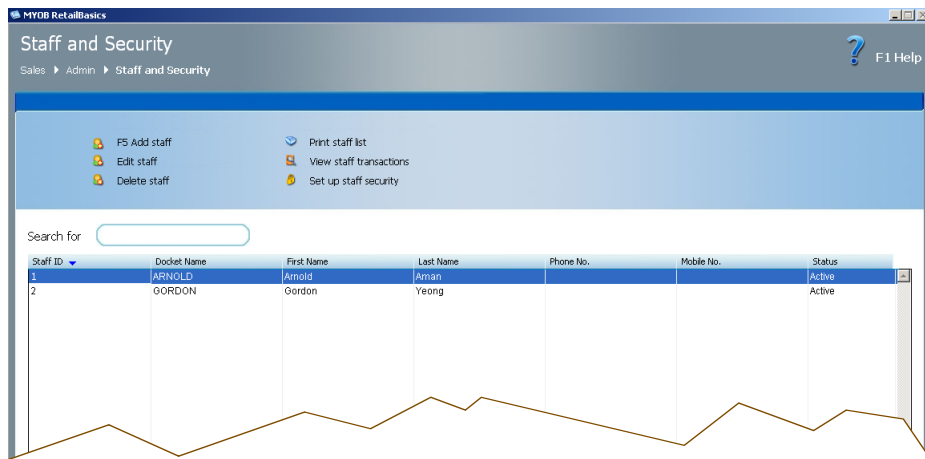 MYOB RetailBasics
Staff and Security
Sales Admin Staff and Security
F1 Help
F5 Add staff
Edit staff
Delete staff
Print staff list
View staff transactions
Set up staff security
Search for
Staff ID Docket Name First Name Last Name Phone No. Mobile No. Status
1 ARNOLD Arnold Aman Active
2 GORDON Gordon Yeong Active